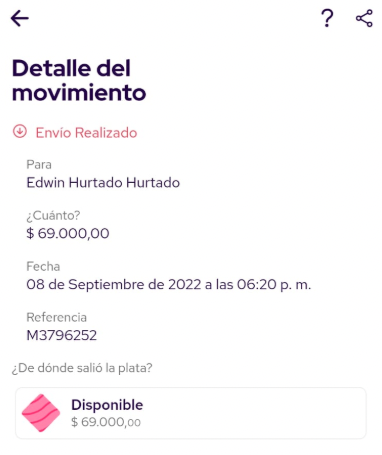 ?
Detalle del
movimiento
Envío Realizado
Para
Edwin Hurtado Hurtado
¿Cuánto?
$ 69.000,00
Fecha
08 de Septiembre de 2022 a las 06:20 p. m.
Referencia
M3796252
¿De dónde salió la plata?
Disponible
$ 69.000,00